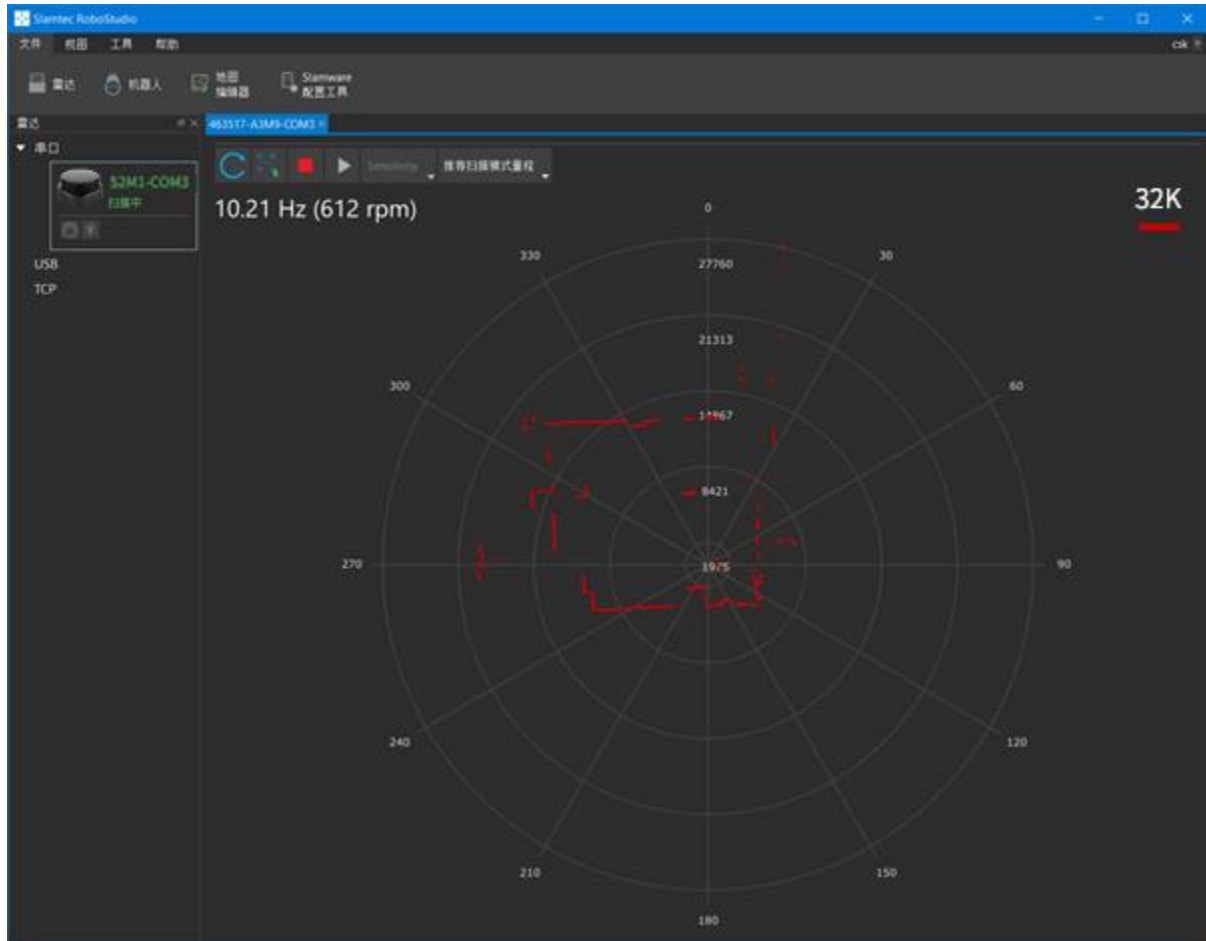 Slamtec RoboStudio
文件 视图 工具 帮助
csk
雷达 机器人 地图编辑器 Slamware 配置工具
雷达
463517-A3M9-COM3
串口
S2M1-COM3
扫描中
USB
TCP
Sensitivity
推荐扫描模式重校
10.21 Hz (612 rpm)
32K
0
330
30
27760
21313
300
60
14867
8421
270
1975
90
240
120
210
150
180